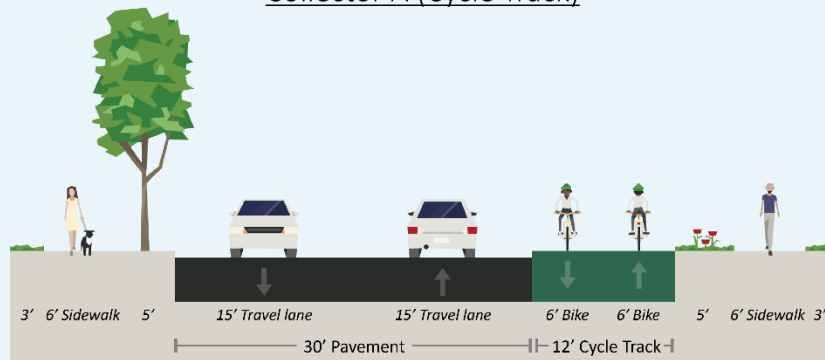 Collector A (Cycle Track)
3' 6' Sidewalk 5' 15' Travel lane 15' Travel lane 6' Bike 6' Bike 5' 6' Sidewalk 3'
30' Pavement 12' Cycle Track